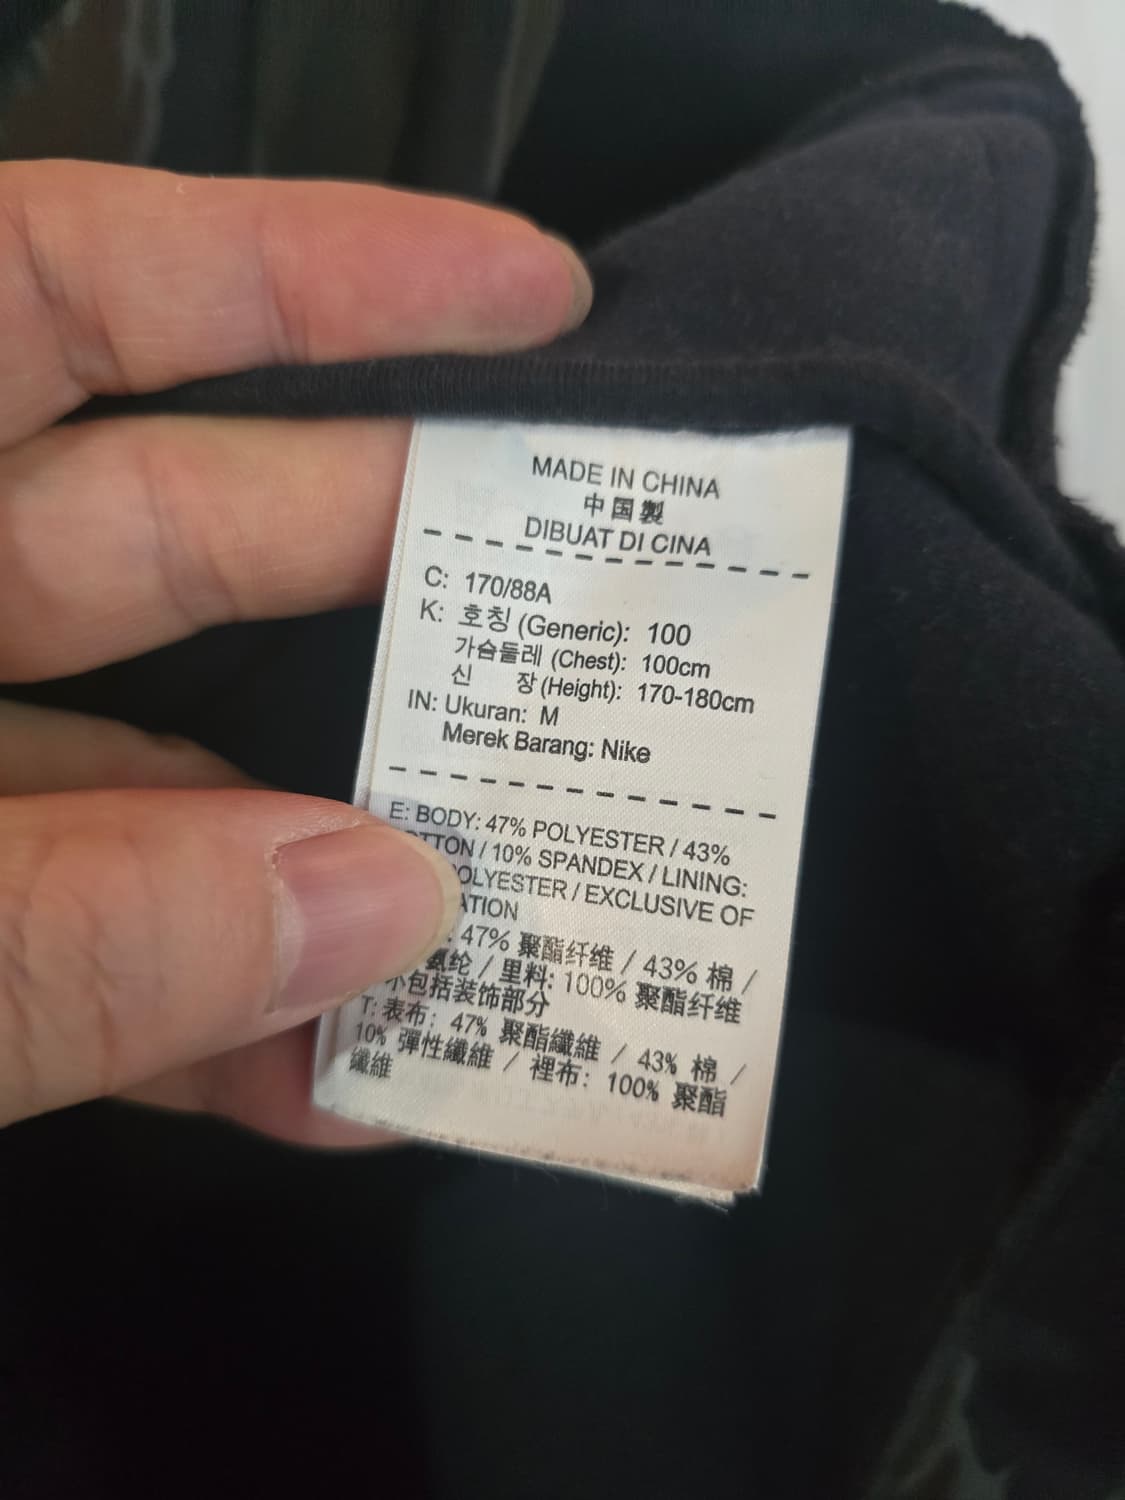 MADE IN CHINA
中国製
DIBUAT DI CINA
C: 170/88A
K: 호칭 (Generic): 100
가슴둘레 (Chest): 100cm
신 장 (Height): 170-180cm
IN: Ukuran: M
Merek Barang: Nike
E: BODY: 47% POLYESTER / 43%
/ 10% SPANDEX / LINING:
/ EXCLUSIVE OF
47% 聚酯纤维 / 43% 棉 /
氨纶 / 里料: 100% 聚酯纤维
不包括装饰部分
T: 表布: 47% 聚酯纖維 / 43% 棉 /
10% 彈性纖維 / 裡布: 100% 聚酯
纖維